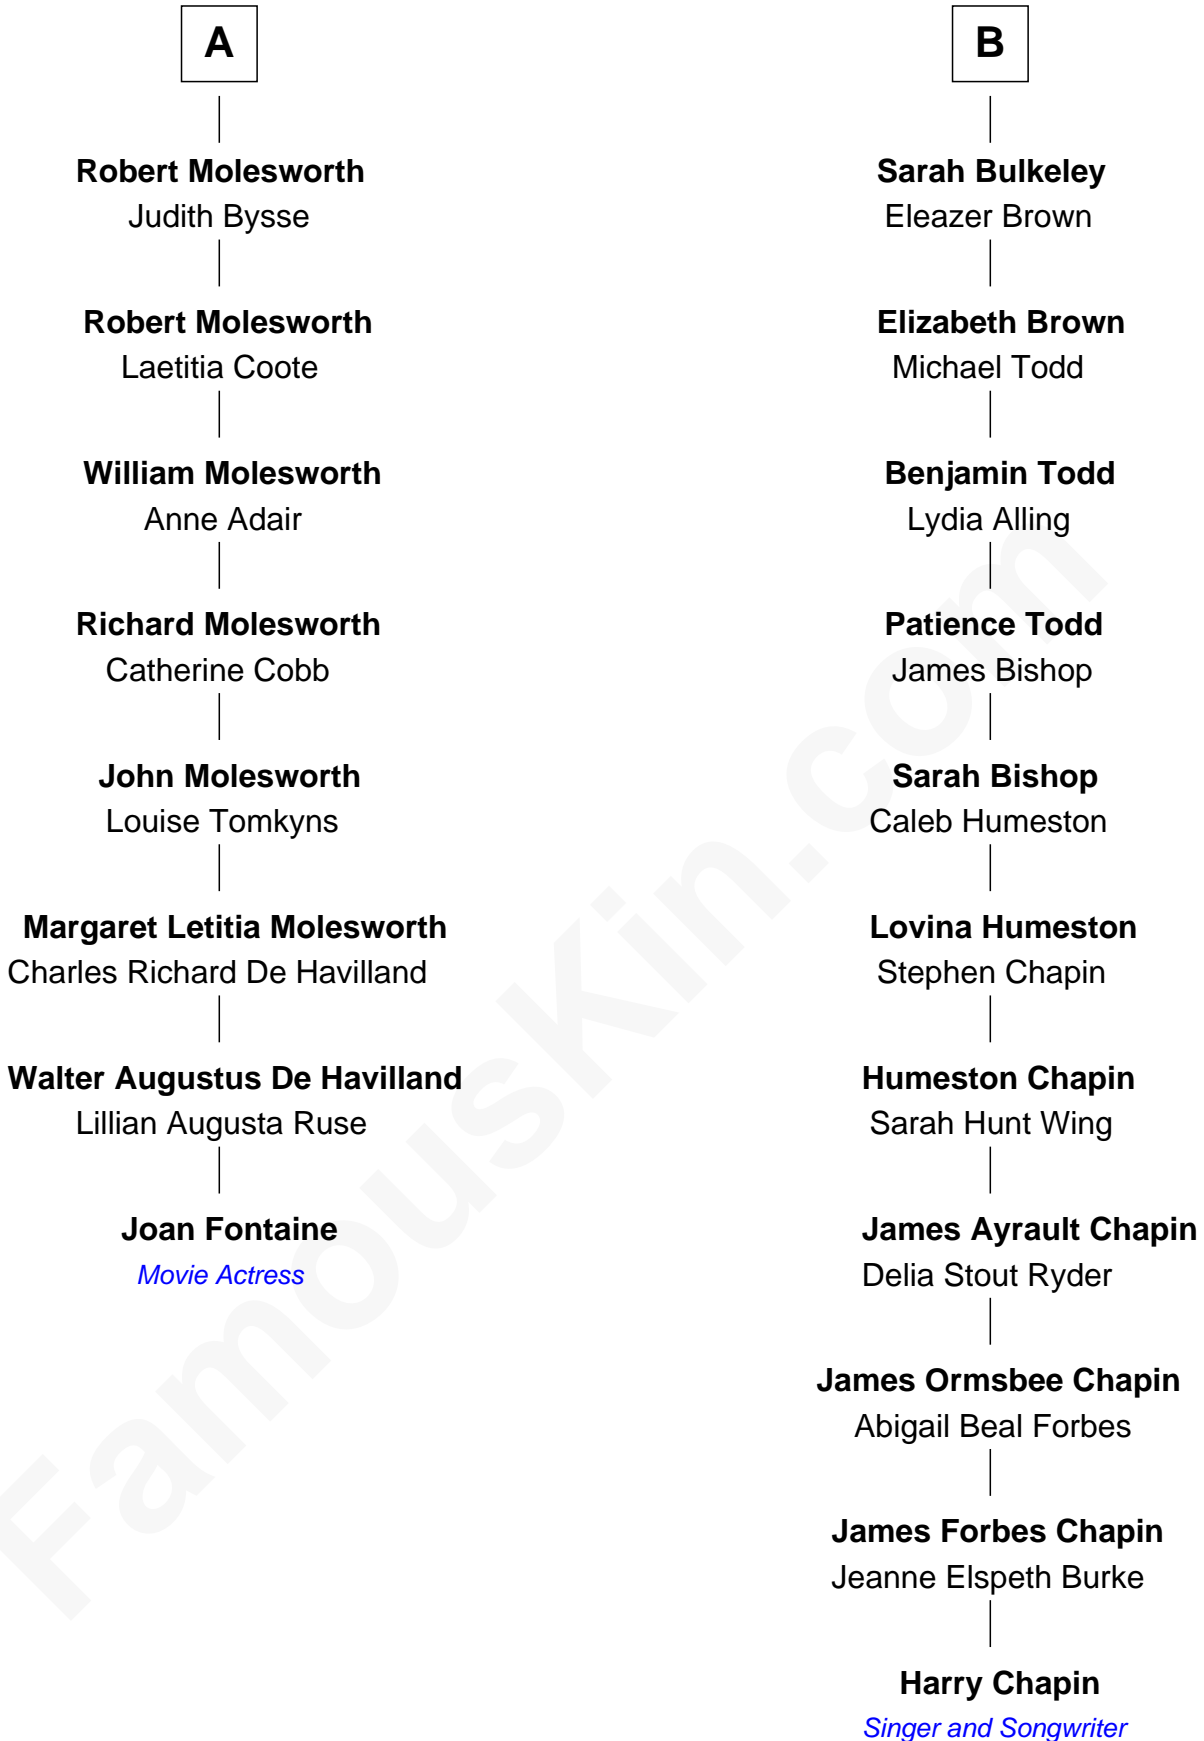 A
Robert Molesworth
Judith Bysse
Robert Molesworth
Laetitia Coote
William Molesworth
Anne Adair
Richard Molesworth
Catherine Cobb
John Molesworth
Louise Tomkyns
Margaret Letitia Molesworth
Charles Richard De Havilland
Walter Augustus De Havilland
Lillian Augusta Ruse
Joan Fontaine
Movie Actress
B
Sarah Bulkeley
Eleazer Brown
Elizabeth Brown
Michael Todd
Benjamin Todd
Lydia Alling
Patience Todd
James Bishop
Sarah Bishop
Caleb Humeston
Lovina Humeston
Stephen Chapin
Humeston Chapin
Sarah Hunt Wing
James Ayrault Chapin
Delia Stout Ryder
James Ormsbee Chapin
Abigail Beal Forbes
James Forbes Chapin
Jeanne Elspeth Burke
Harry Chapin
Singer and Songwriter
FamousKin.com